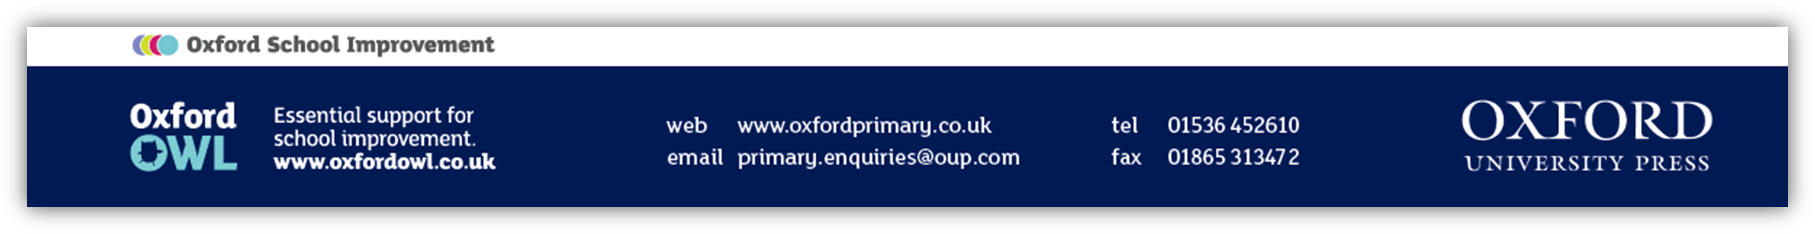 Oxford School Improvement
Oxford
OWL
Essential support for
school improvement.
www.oxfordowl.co.uk
web www.oxfordprimary.co.uk
email primary.enquiries@oup.com
tel 01536 452610
fax 01865 313472
OXFORD
UNIVERSITY PRESS